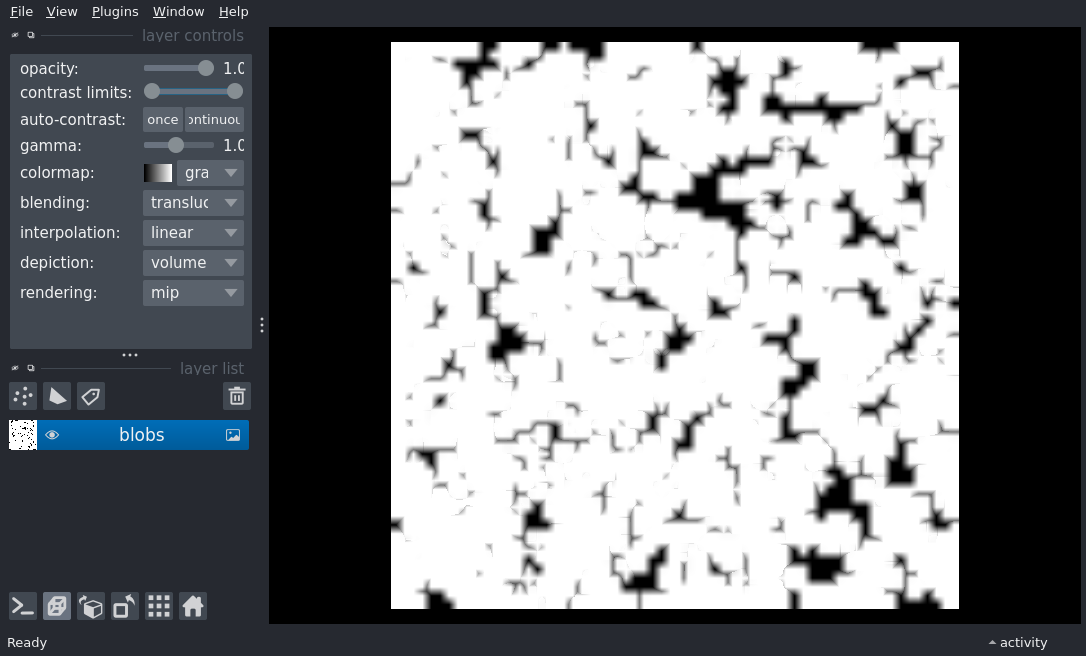 File View Plugins Window Help
layer controls
opacity: 1.0
contrast limits:
auto-contrast: once ontinuou
gamma: 1.0
colormap: gra
blending: transluc
interpolation: linear
depiction: volume
rendering: mip
layer list
blobs
Ready
activity